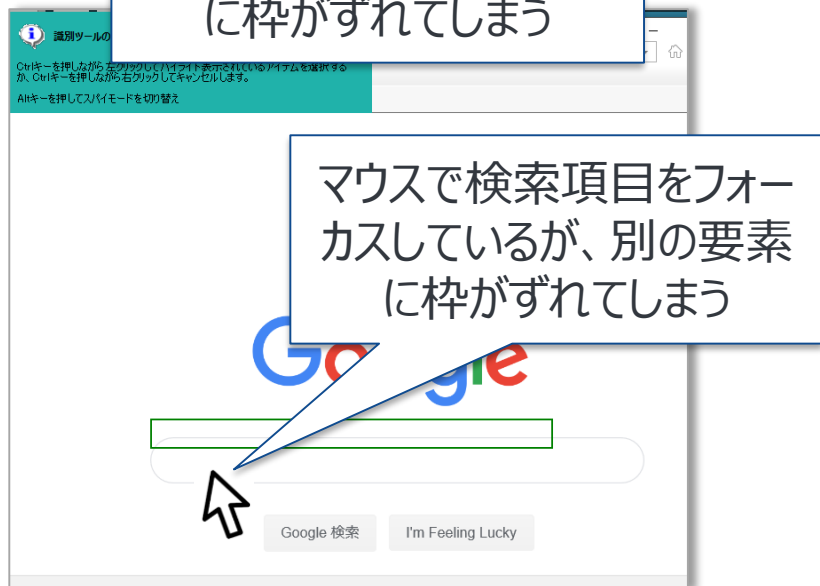 に枠がずれてしまう
識別ツールの
Ctrlキーを押しながら左クリックしてハイライト表示されているアイテムを選択する
か、Ctrlキーを押しながら右クリックしてキャンセルします。
Altキーを押してスパイモードを切り替え
マウスで検索項目をフォー
カスしているが、別の要素
に枠がずれてしまう
Google
Google 検索
I'm Feeling Lucky